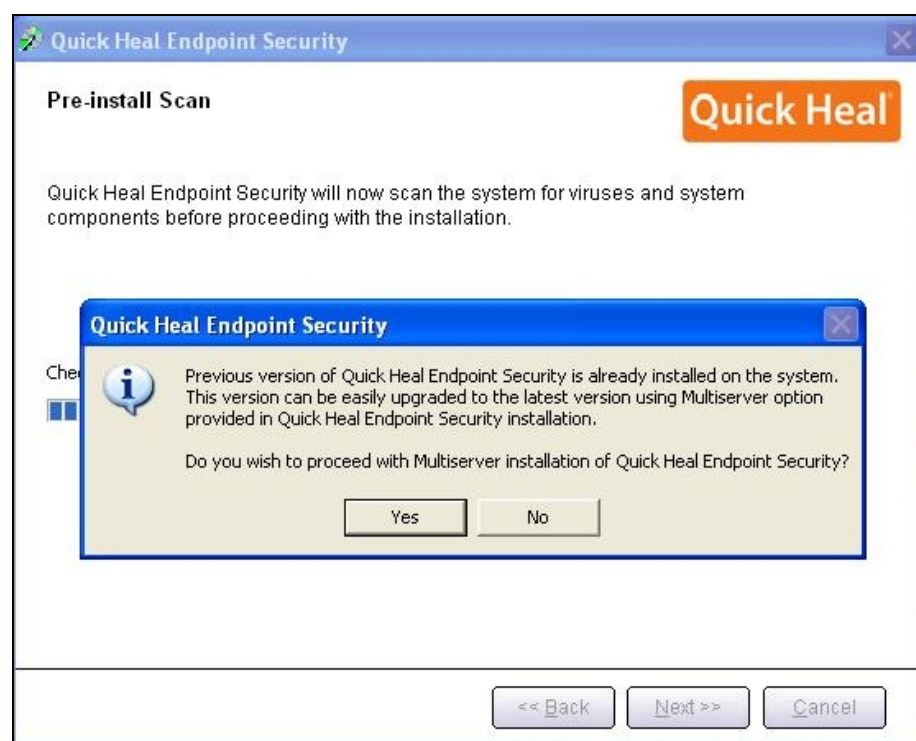 Quick Heal Endpoint Security
Pre-install Scan
Quick Heal
Quick Heal Endpoint Security will now scan the system for viruses and system
components before proceeding with the installation.
Quick Heal Endpoint Security
Previous version of Quick Heal Endpoint Security is already installed on the system.
This version can be easily upgraded to the latest version using Multiserver option
provided in Quick Heal Endpoint Security installation.
Do you wish to proceed with Multiserver installation of Quick Heal Endpoint Security?
Yes
No
<< Back
Next >>
Cancel